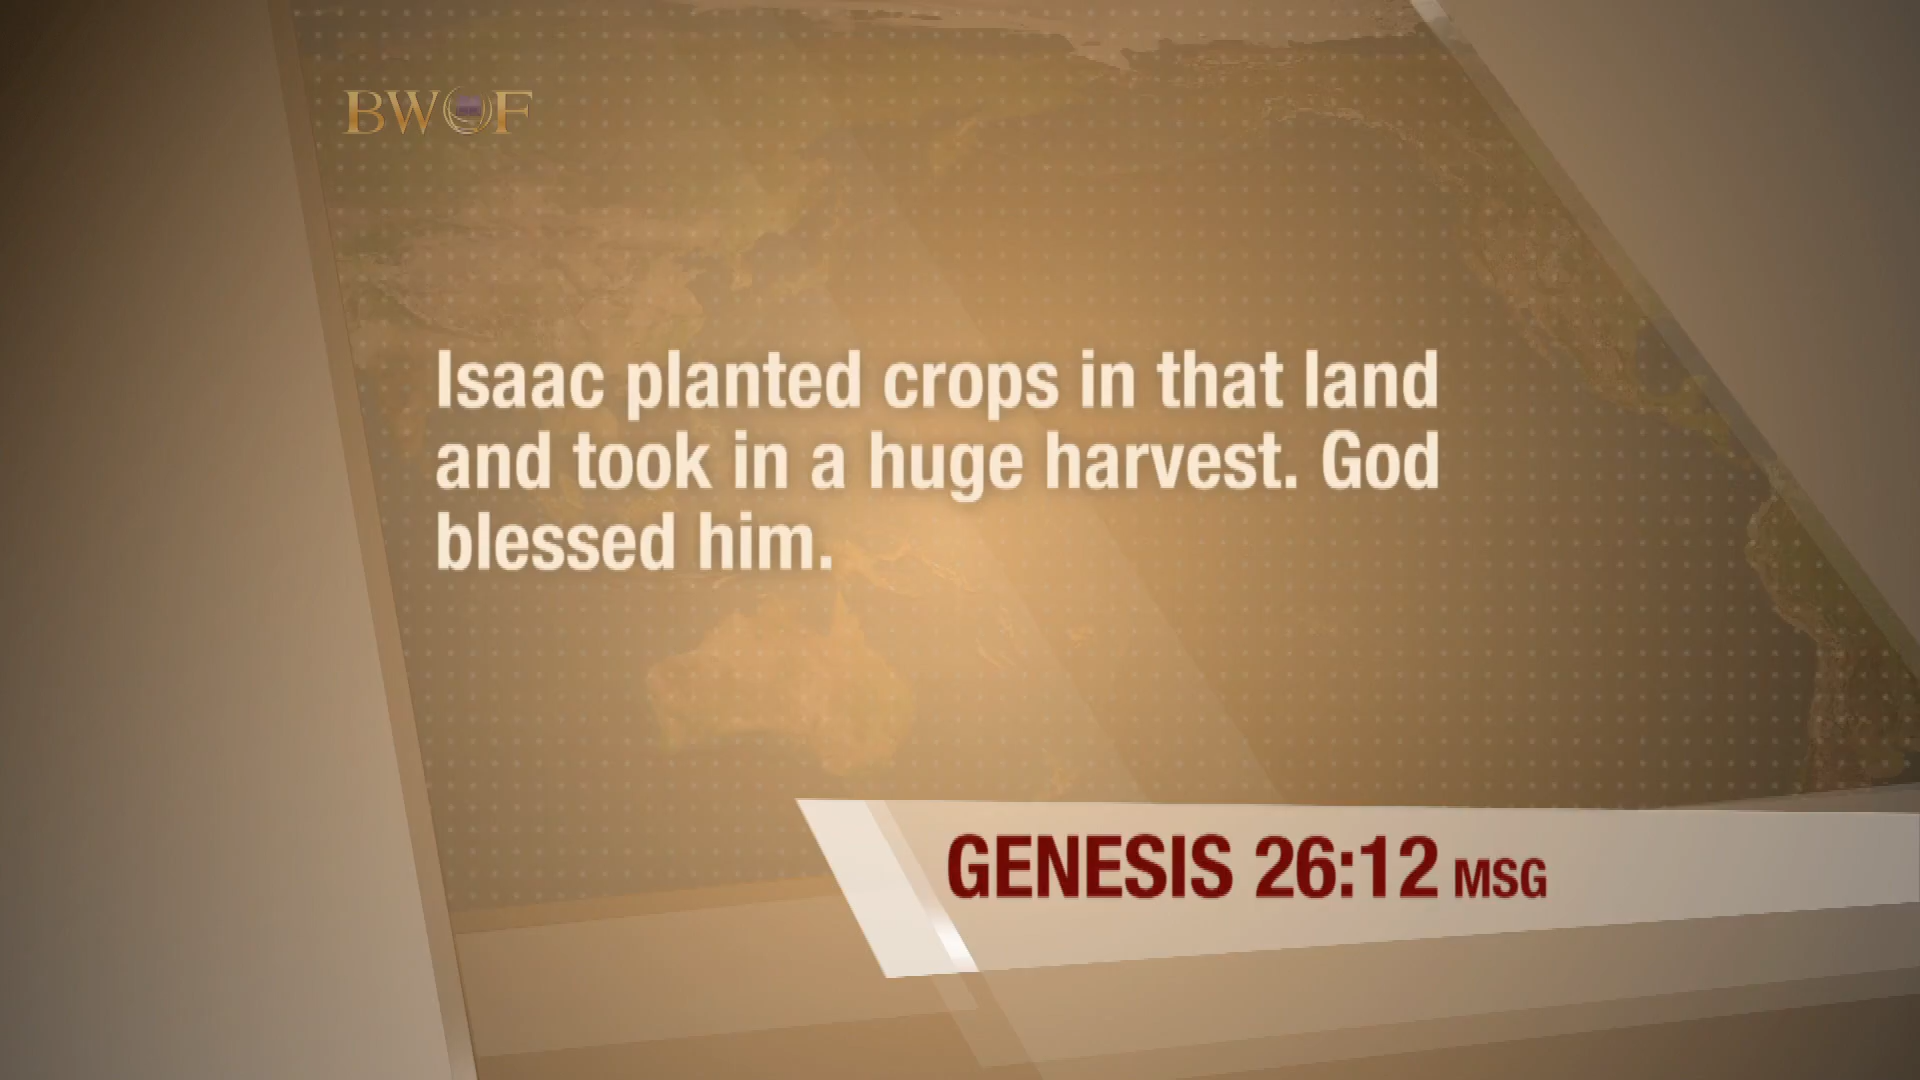 BWOF
Isaac planted crops in that land
and took in a huge harvest. God
blessed him.
GENESIS 26:12 MSG